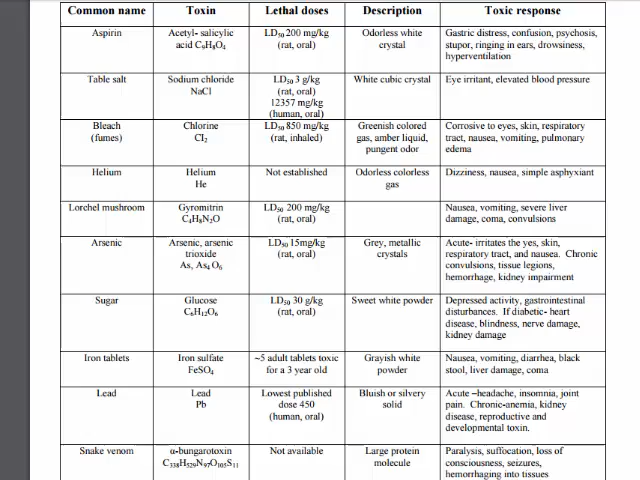 Common name Toxin Lethal doses Description Toxic response
Aspirin Acetyl- salicylic LD50 200 mg/kg Odorless white Gastric distress, confusion, psychosis,
acid C9H8O4 (rat, oral) crystal stupor, ringing in ears, drowsiness,
hyperventilation
Table salt Sodium chloride LD50 3 g/kg White cubic crystal Eye irritant, elevated blood pressure
NaCl (rat, oral)
12357 mg/kg
(human, oral)
Bleach Chlorine LD50 850 mg/kg Greenish colored Corrosive to eyes, skin, respiratory
(fumes) CI2 (rat, inhaled) gas, amber liquid, tract, nausea, vomiting, pulmonary
pungent odor edema
Helium Helium Not established Odorless colorless Dizziness, nausea, simple asphyxiant
He gas
Lorchel mushroom Gyromitrin LD50 200 mg/kg Nausea, vomiting, severe liver
C4H8N2O (rat, oral) damage, coma, convulsions
Arsenic Arsenic, arsenic LD50 15mg/kg Grey, metallic Acute- irritates the yes, skin,
trioxide (rat, oral) crystals respiratory tract, and nausea. Chronic
As, As4 O6 convulsions, tissue legions,
hemorrhage, kidney impairment
Sugar Glucose LD50 30 g/kg Sweet white powder Depressed activity, gastrointestinal
C6H12O6 (rat, oral) disturbances. If diabetic- heart
disease, blindness, nerve damage,
kidney damage
Iron tablets Iron sulfate ~5 adult tablets toxic Grayish white Nausea, vomiting, diarrhea, black
FeSO4 for a 3 year old powder stool, liver damage, coma
Lead Lead Lowest published Bluish or silvery Acute –headache, insomnia, joint
Pb dose 450 solid pain. Chronic-anemia, kidney
(human, oral) disease, reproductive and
developmental toxin.
Snake venom α-bungarotoxin Not available Large protein Paralysis, suffocation, loss of
C338H529N97O105S11 molecule consciousness, seizures,
hemorrhaging into tissues